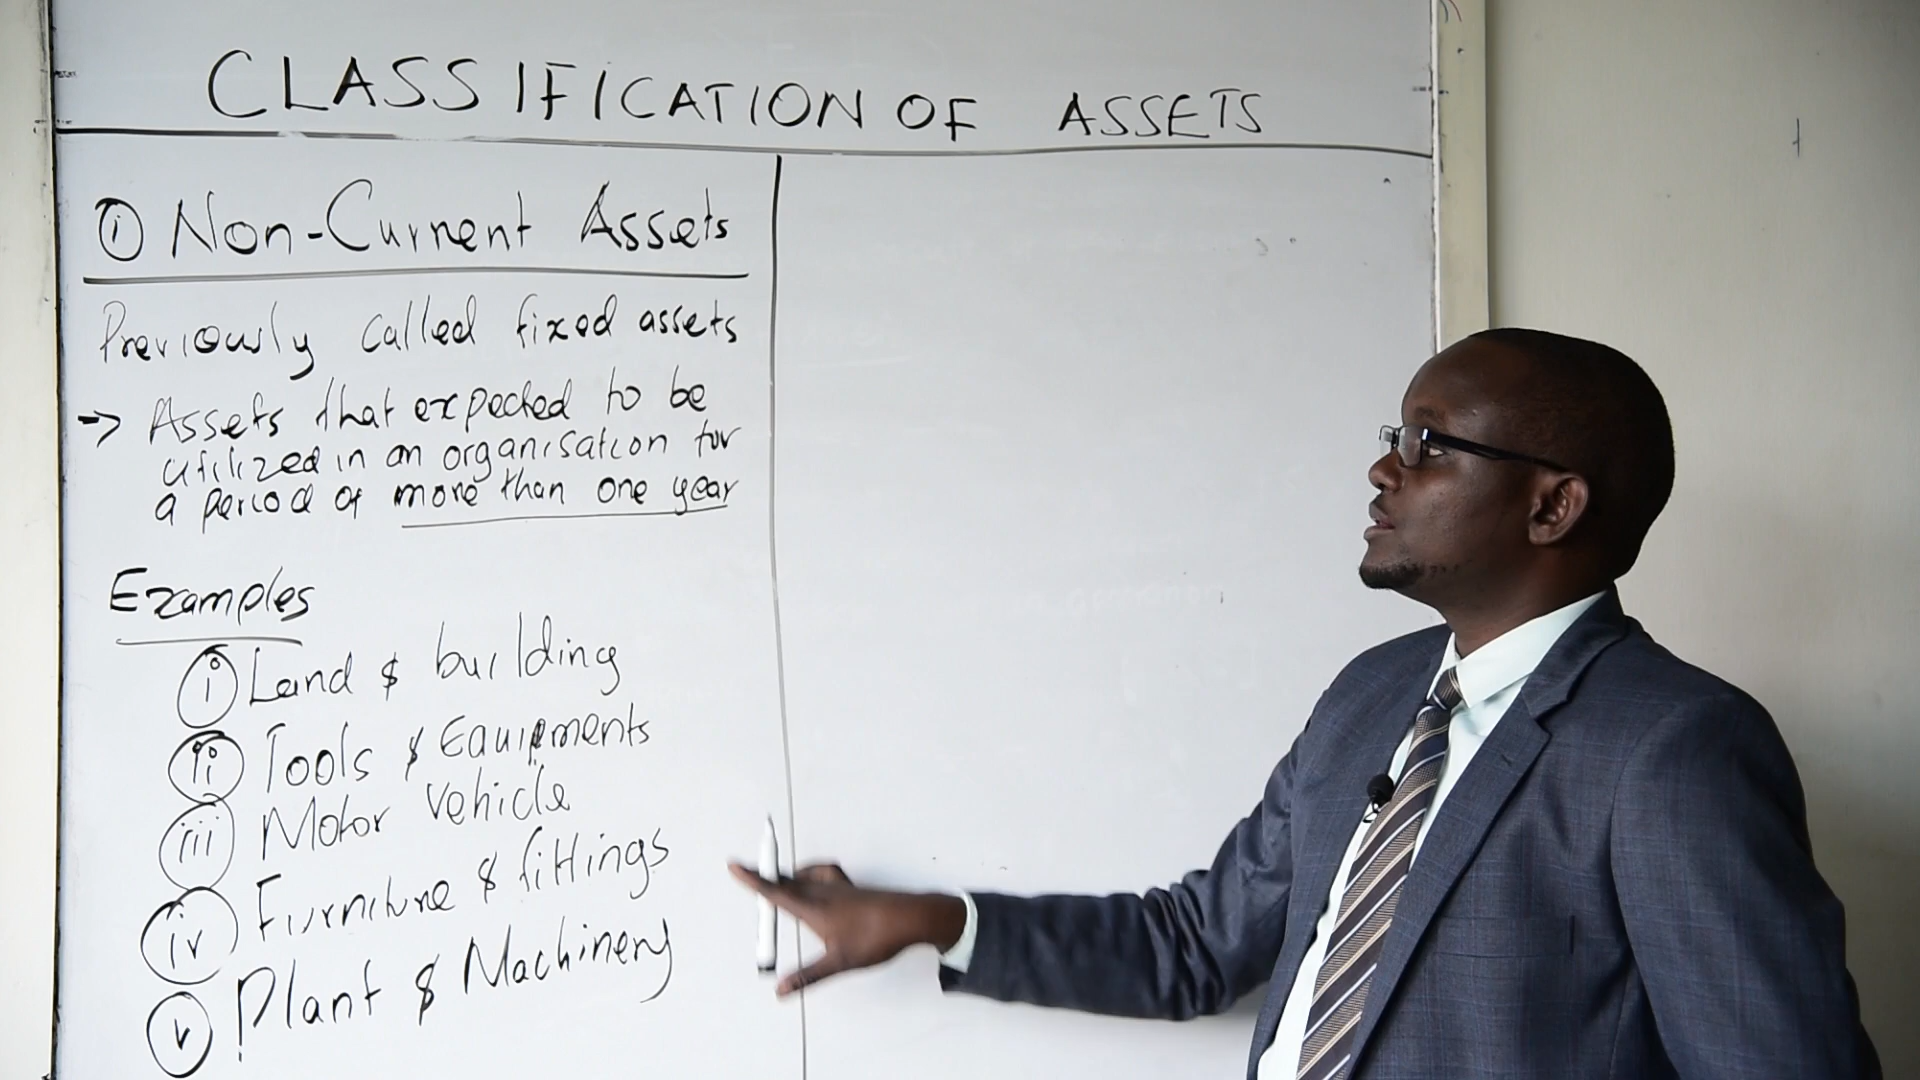 CLASSIFICATION OF ASSETS
i Non-Current Assets
Previously called fixed assets
→ Assets that expected to be
utilized in an organisation for
a period of more than one year
Examples
i Land & building
ii Tools & Equipments
iii Motor vehicle
iv Furniture & fittings
v Plant & Machinery